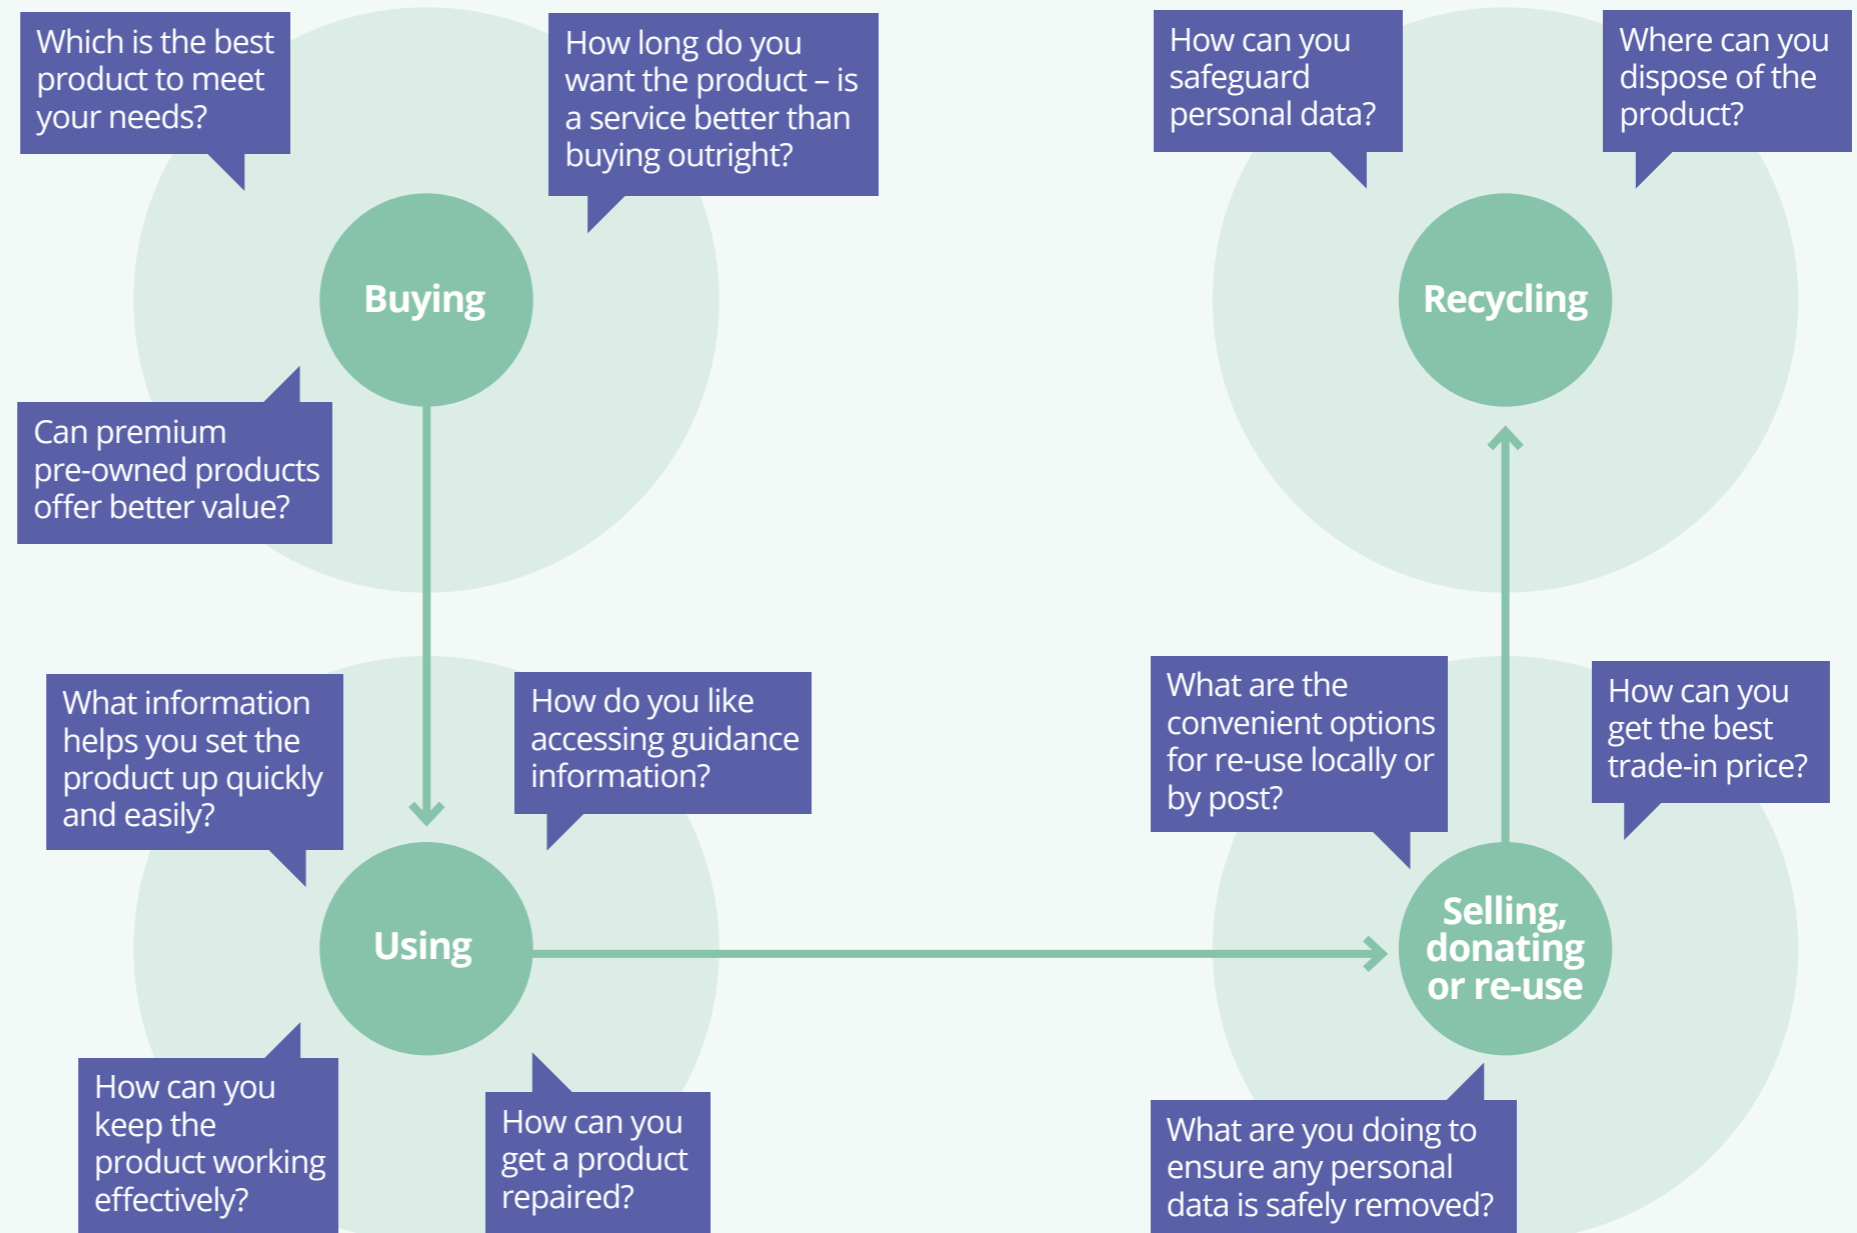 Which is the best
product to meet
your needs?
How long do you
want the product – is
a service better than
buying outright?
Buying
Can premium
pre-owned products
offer better value?
What information
helps you set the
product up quickly
and easily?
How do you like
accessing guidance
information?
Using
How can you
keep the
product working
effectively?
How can you
get a product
repaired?
What are the
convenient options
for re-use locally or
by post?
How can you
get the best
trade-in price?
Selling,
donating
or re-use
What are you doing to
ensure any personal
data is safely removed?
How can you
safeguard
personal data?
Where can you
dispose of the
product?
Recycling